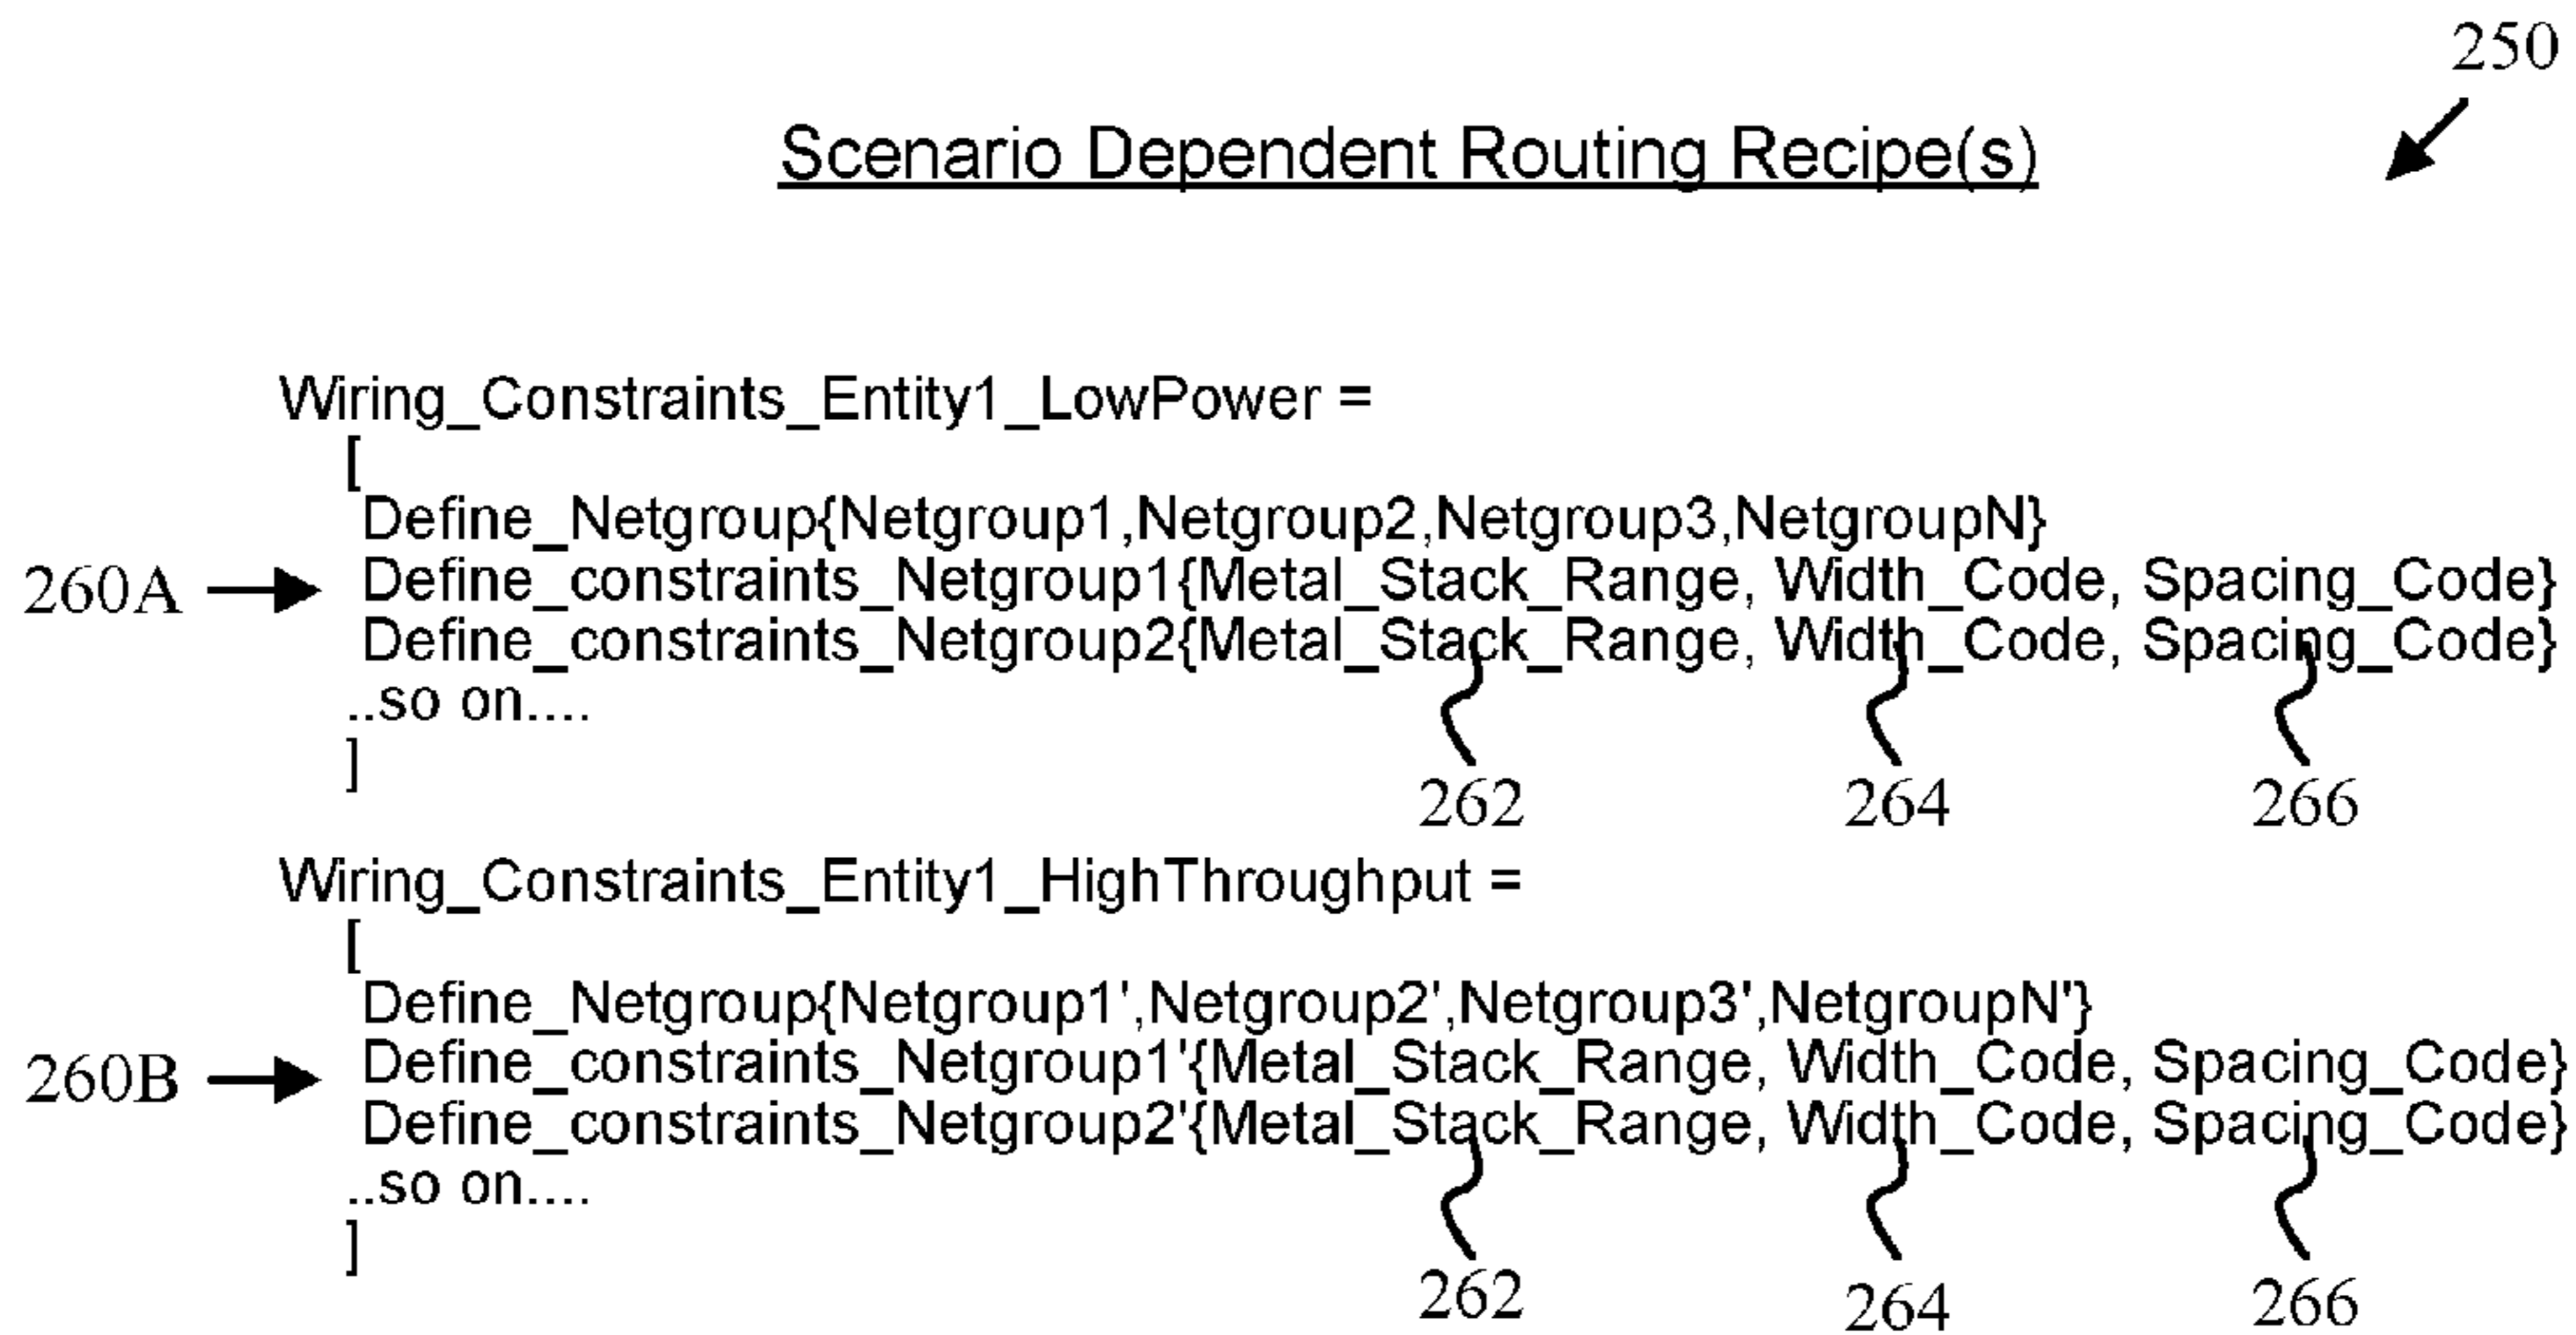 250
Scenario Dependent Routing Recipe(s)
Wiring_Constraints_Entity1_LowPower =
[
Define_Netgroup{Netgroup1,Netgroup2,Netgroup3,NetgroupN}
260A Define_constraints_Netgroup1{Metal_Stack_Range, Width_Code, Spacing_Code}
Define_constraints_Netgroup2{Metal_Stack_Range, Width_Code, Spacing_Code}
..so on....
]
262 264 266
Wiring_Constraints_Entity1_HighThroughput =
[
Define_Netgroup{Netgroup1',Netgroup2',Netgroup3',NetgroupN'}
260B Define_constraints_Netgroup1'{Metal_Stack_Range, Width_Code, Spacing_Code}
Define_constraints_Netgroup2'{Metal_Stack_Range, Width_Code, Spacing_Code}
..so on....
]
262 264 266